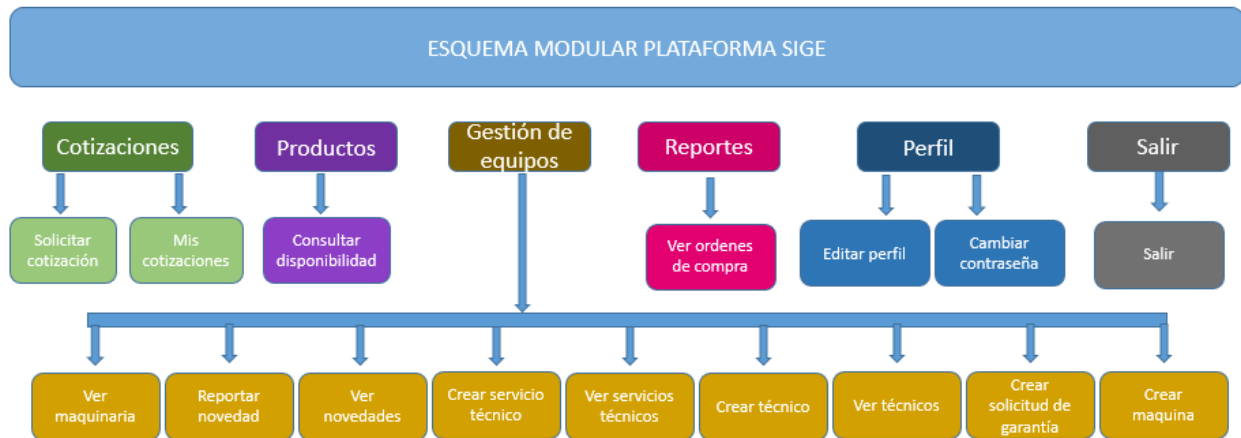 ESQUEMA MODULAR PLATAFORMA SIGE
Cotizaciones
Productos
Gestión de
equipos
Reportes
Perfil
Salir
Solicitar
cotización
Mis
cotizaciones
Consultar
disponibilidad
Ver ordenes
de compra
Editar perfil
Cambiar
contraseña
Salir
Ver
maquinaria
Reportar
novedad
Ver
novedades
Crear servicio
técnico
Ver servicios
técnicos
Crear técnico
Ver técnicos
Crear
solicitud de
garantía
Crear
maquina